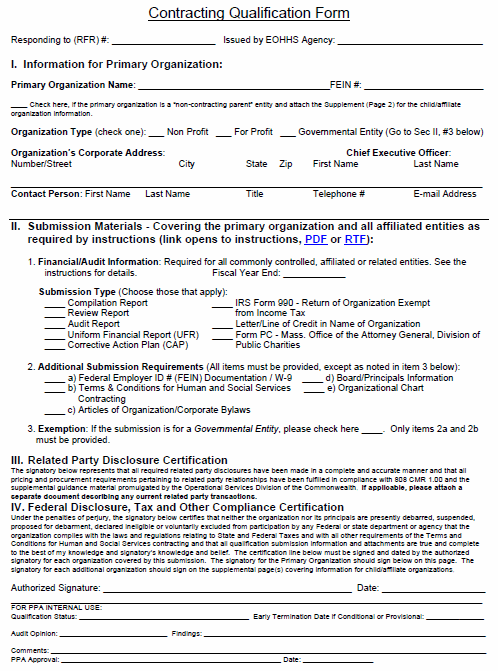 Contracting Qualification Form
Responding to (RFR) #: ____________________ Issued by EOHHS Agency: ____________________
I. Information for Primary Organization:
Primary Organization Name: ____________________FEIN #: ____________________
____ Check here, if the primary organization is a "non-contracting parent" entity and attach the Supplement (Page 2) for the child/affiliate
organization information.
Organization Type (check one): ___ Non Profit ___ For Profit ___ Governmental Entity (Go to Sec II, #3 below)
Organization's Corporate Address: Chief Executive Officer:
Number/Street City State Zip First Name Last Name
Contact Person: First Name Last Name Title Telephone # E-mail Address
II. Submission Materials - Covering the primary organization and all affiliated entities as
required by instructions (link opens to instructions, PDF or RTF):
1. Financial/Audit Information: Required for all commonly controlled, affiliated or related entities. See the
instructions for details. Fiscal Year End: ____________
Submission Type (Choose those that apply):
____ Compilation Report ____ IRS Form 990 - Return of Organization Exempt
____ Review Report from Income Tax
____ Audit Report ____ Letter/Line of Credit in Name of Organization
____ Uniform Financial Report (UFR) ____ Form PC - Mass. Office of the Attorney General, Division of
____ Corrective Action Plan (CAP) Public Charities
2. Additional Submission Requirements (All items must be provided, except as noted in item 3 below):
____ a) Federal Employer ID # (FEIN) Documentation / W-9 ____ d) Board/Principals Information
____ b) Terms & Conditions for Human and Social Services ____ e) Organizational Chart
Contracting
____ c) Articles of Organization/Corporate Bylaws
3. Exemption: If the submission is for a Governmental Entity, please check here ____. Only items 2a and 2b
must be provided.
III. Related Party Disclosure Certification
The signatory below represents that all required related party disclosures have been made in a complete and accurate manner and that all
pricing and procurement requirements pertaining to related party relationships have been fulfilled in compliance with 808 CMR 1.00 and the
supplemental guidance material promulgated by the Operational Services Division of the Commonwealth. If applicable, please attach a
separate document describing any current related party transactions.
IV. Federal Disclosure, Tax and Other Compliance Certification
Under the penalties of perjury, the signatory below certifies that neither the organization nor its principals are presently debarred, suspended,
proposed for debarment, declared ineligible or voluntarily excluded from participation by any Federal or state department or agency that the
organization complies with the laws and regulations relating to State and Federal Taxes and with all other requirements of the Terms and
Conditions for Human and Social Services contracting and that all qualification submission information and attachments are true and complete
to the best of my knowledge and signatory's knowledge and belief. The certification line below must be signed and dated by the authorized
signatory for each organization covered by this submission. The signatory for the Primary Organization should sign below on this page. The
signatory for each additional organization should sign on the supplemental page(s) covering information for child/affiliate organizations.
Authorized Signature: ____________________ Date: ____________________
FOR PPA INTERNAL USE:
Qualification Status: ____________________ Early Termination Date if Conditional or Provisional: ____________
Audit Opinion: ____________________ Findings: ____________________
Comments: ____________________
PPA Approval: ____________________ Date: ____________________